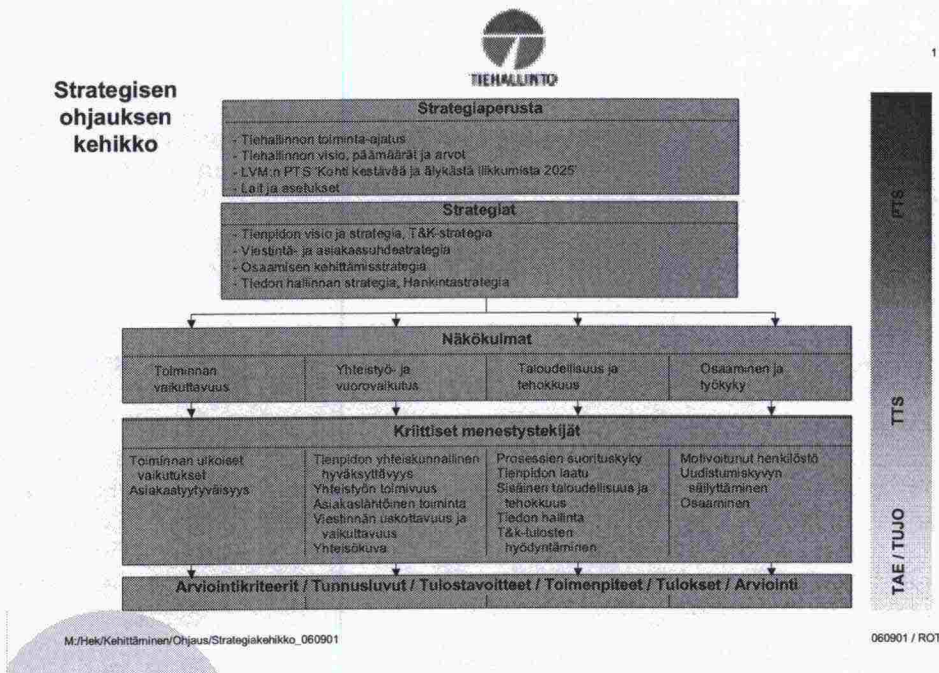 TIEHALLINTO
1
Strategisen
ohjauksen
kehikko
Strategiaperusta
- Tiehallinnon toiminta-ajatus
- Tiehallinnon visio, päämäärät ja arvot
- LVM:n PTS 'Kohti kestävää ja älykästä liikkumista 2025'
- Lait ja asetukset
Strategiat
- Tienpidon visio ja strategia, T&K-strategia
- Viestintä- ja asiakassuhdestrategia
- Osaamisen kehittämisstrategia
- Tiedon hallinnan strategia, Hankintastrategia
Näkökulmat
Toiminnan
vaikuttavuus
Yhteistyö- ja
vuorovaikutus
Taloudellisuus ja
tehokkuus
Osaaminen ja
työkyky
Kriittiset menestystekijät
Toiminnan ulkoiset
vaikutukset
Asiakastyytyväisyys
Tienpidon yhteiskunnallinen
hyväksyttävyys
Yhteistyön toimivuus
Asiakaslähtöinen toiminta
Viestinnän uskottavuus ja
vaikuttavuus
Yhteisökuva
Prosessien suorituskyky
Tienpidon laatu
Sisäinen taloudellisuus ja
tehokkuus
Tiedon hallinta
T&k-tulosten
hyödyntäminen
Motivoitunut henkilöstö
Uudistumiskyvyn
säilyttäminen
Osaaminen
Arviointikriteerit / Tunnusluvut / Tulostavoitteet / Toimenpiteet / Tulokset / Arviointi
PTS
TTS
TAE / TUJO
M:/Hek/Kehittäminen/Ohjaus/Strategiakehikko_060901
060901 / ROT